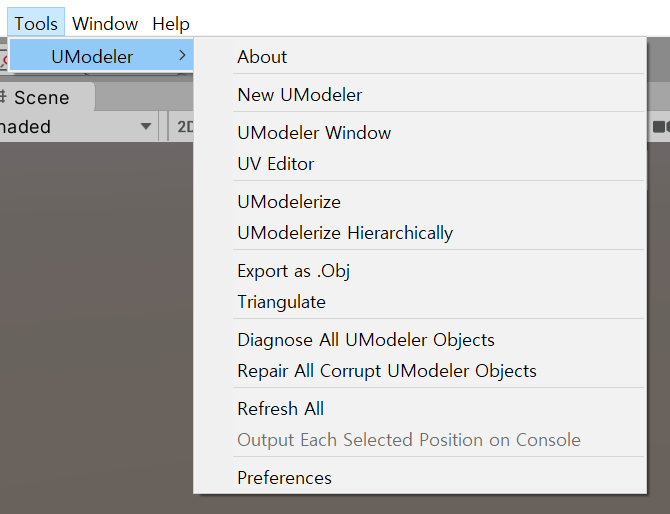 Tools Window Help
UModeler
About
New UModeler
# Scene
haded
2D
UModeler Window
UV Editor
UModelerize
UModelerize Hierarchically
Export as .Obj
Triangulate
Diagnose All UModeler Objects
Repair All Corrupt UModeler Objects
Refresh All
Output Each Selected Position on Console
Preferences